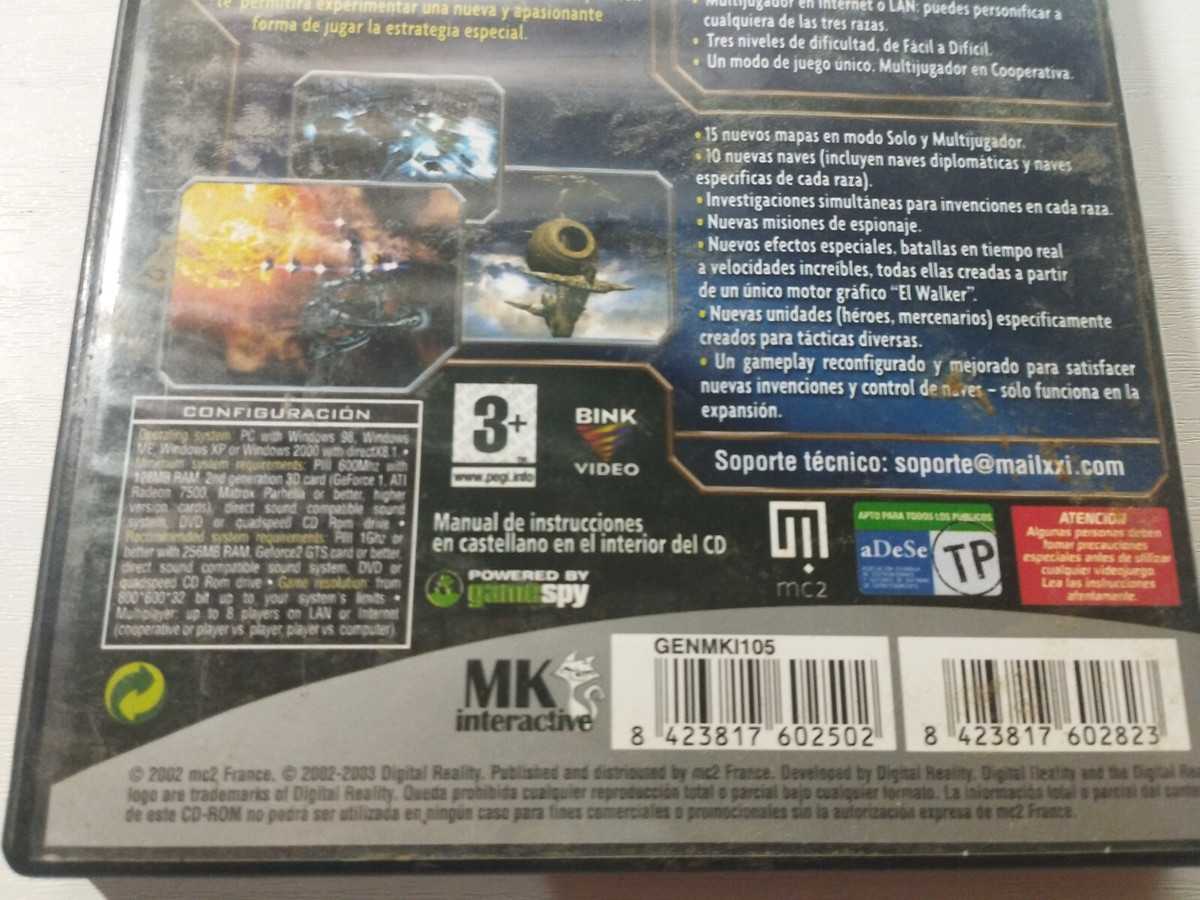 te permitirá experimentar una nueva y apasionante
forma de jugar la estrategia especial.
Multijugador en Internet o LAN: puedes personificar a
cualquiera de las tres razas.
• Tres niveles de dificultad, de Fácil a Difícil.
• Un modo de juego único, Multijugador en Cooperativa.
• 15 nuevos mapas en modo Solo y Multijugador.
• 10 nuevas naves (incluyen naves diplomáticas y naves
específicas de cada raza).
• Investigaciones simultáneas para invenciones en cada raza.
• Nuevas misiones de espionaje.
• Nuevos efectos especiales, batallas en tiempo real
a velocidades increíbles, todas ellas creadas a partir
de un único motor gráfico "El Walker".
• Nuevas unidades (héroes, mercenarios) específicamente
creados para tácticas diversas.
• Un gameplay reconfigurado y mejorado para satisfacer
nuevas invenciones y control de naves – sólo funciona en la
expansión.
Soporte técnico: soporte@mailxxi.com
CONFIGURACIÓN
Operating system: PC with Windows 98, Windows
ME, Windows XP or Windows 2000 with directX8.1. •
Minimum system requirements: PIII 600Mhz with
128MB RAM, 2nd generation 3D card (GeForce 1, ATI
Radeon 7500, Matrox Parhelia or better, higher
version cards), direct sound compatible sound
system, DVD or quadspeed CD Rom drive •
Recommended system requirements: PIII 1Ghz or
better with 256MB RAM, Geforce2 GTS card or better,
direct sound compatible sound system, DVD or
quadspeed CD Rom drive • Game resolution: from
800*600*32 bit up to your system's limits •
Multiplayer: up to 8 players on LAN or Internet
(cooperative or player vs. player, player vs. computer)
3+
™
www.pegi.info
BINK
VIDEO
Manual de instrucciones
en castellano en el interior del CD
POWERED BY
gamespy
mc2
APTO PARA TODOS LOS PÚBLICOS
aDeSe
TP
ATENCIÓN
Algunas personas deben
tomar precauciones
especiales antes de utilizar
cualquier videojuego
Lea las instrucciones
atentamente.
MK
interactive
GENMKI105
8 423817 602502
8 423817 602823
© 2002 mc2 France. © 2002-2003 Digital Reality. Published and distributed by mc2 France. Developed by Digital Reality. Digital Reality and the Digital
logo are trademarks of Digital Reality. Queda prohibida cualquier reproducción total o parcial bajo cualquier formato. La información total o parcial del
de este CD-ROM no podrá ser utilizada en ningún caso para fines comerciales o promocionales sin la autorización expresa de mc2 France.